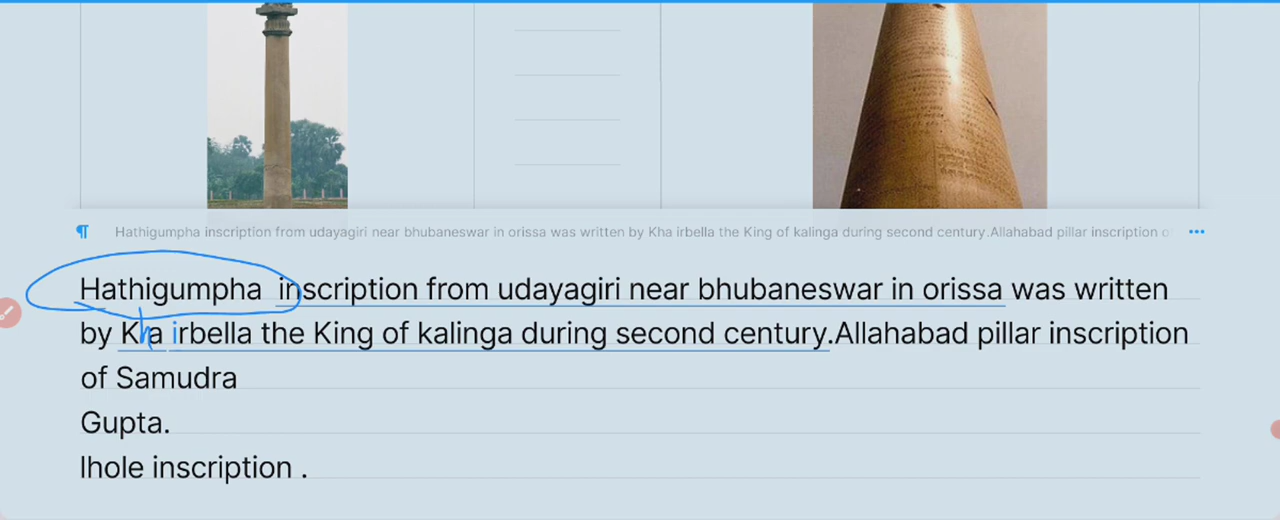 Hathigumpha inscription from udayagiri near bhubaneswar in orissa was written by Kha irbella the King of kalinga during second century.Allahabad pillar inscription o
Hathigumpha inscription from udayagiri near bhubaneswar in orissa was written
by Kha irbella the King of kalinga during second century.Allahabad pillar inscription
of Samudra
Gupta.
lhole inscription .